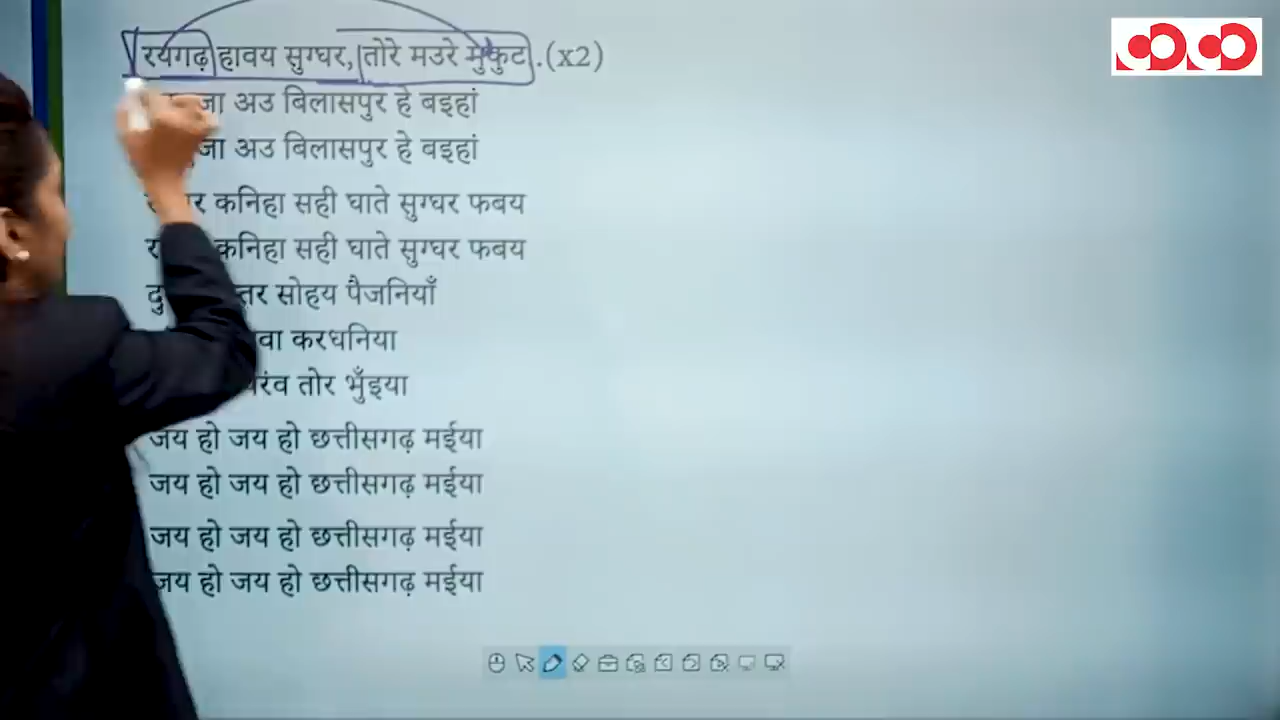 रयगढ़ हावय सुग्घर, तोरे मउरे मुकुट .(x2)
अउ बिलासपुर हे बइहां
अउ बिलासपुर हे बइहां
कनिहा सही घाते सुग्घर फबय
कनिहा सही घाते सुग्घर फबय
सोहय पैजनियाँ
करधनिया
तोर भुँइया
जय हो जय हो छत्तीसगढ़ मईया
जय हो जय हो छत्तीसगढ़ मईया
जय हो जय हो छत्तीसगढ़ मईया
जय हो जय हो छत्तीसगढ़ मईया